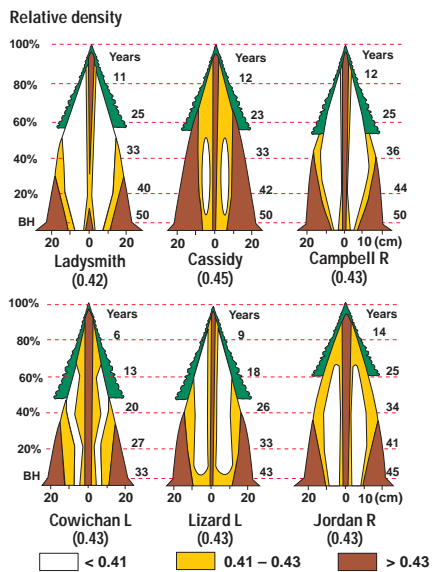 Relative density
100%
80%
60%
40%
20%
BH
Years
11
25
33
40
50
Years
12
23
33
42
50
Years
12
25
36
44
50
20 0 20
20 0 20
20 0 10 (cm)
Ladysmith
(0.42)
Cassidy
(0.45)
Campbell R
(0.43)
100%
80%
60%
40%
20%
BH
Years
6
13
20
27
33
Years
9
18
26
33
43
Years
14
25
34
41
45
20 0 20
20 0 20
20 0 10 (cm)
Cowichan L
(0.43)
Lizard L
(0.43)
Jordan R
(0.43)
< 0.41
0.41 – 0.43
> 0.43